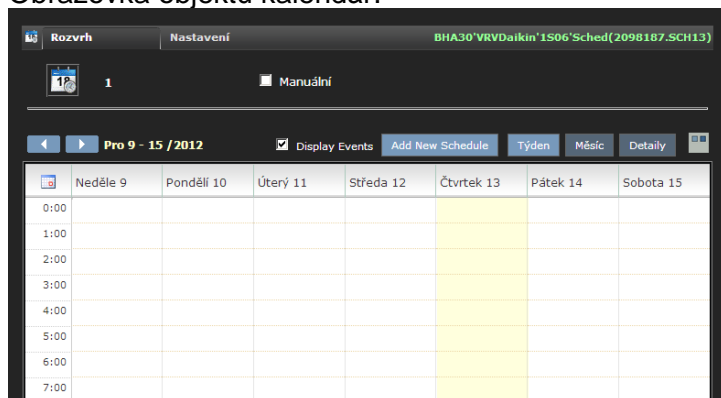 Obrazovka objektu kalendář:
Rozvrh Nastavení BHA30'VRVDaikin'1S06'Sched(2098187.SCH13)
18 1 Manuální
Pro 9 - 15 /2012 Display Events Add New Schedule Týden Měsíc Detaily
Neděle 9 Pondělí 10 Úterý 11 Středa 12 Čtvrtek 13 Pátek 14 Sobota 15
0:00
1:00
2:00
3:00
4:00
5:00
6:00
7:00